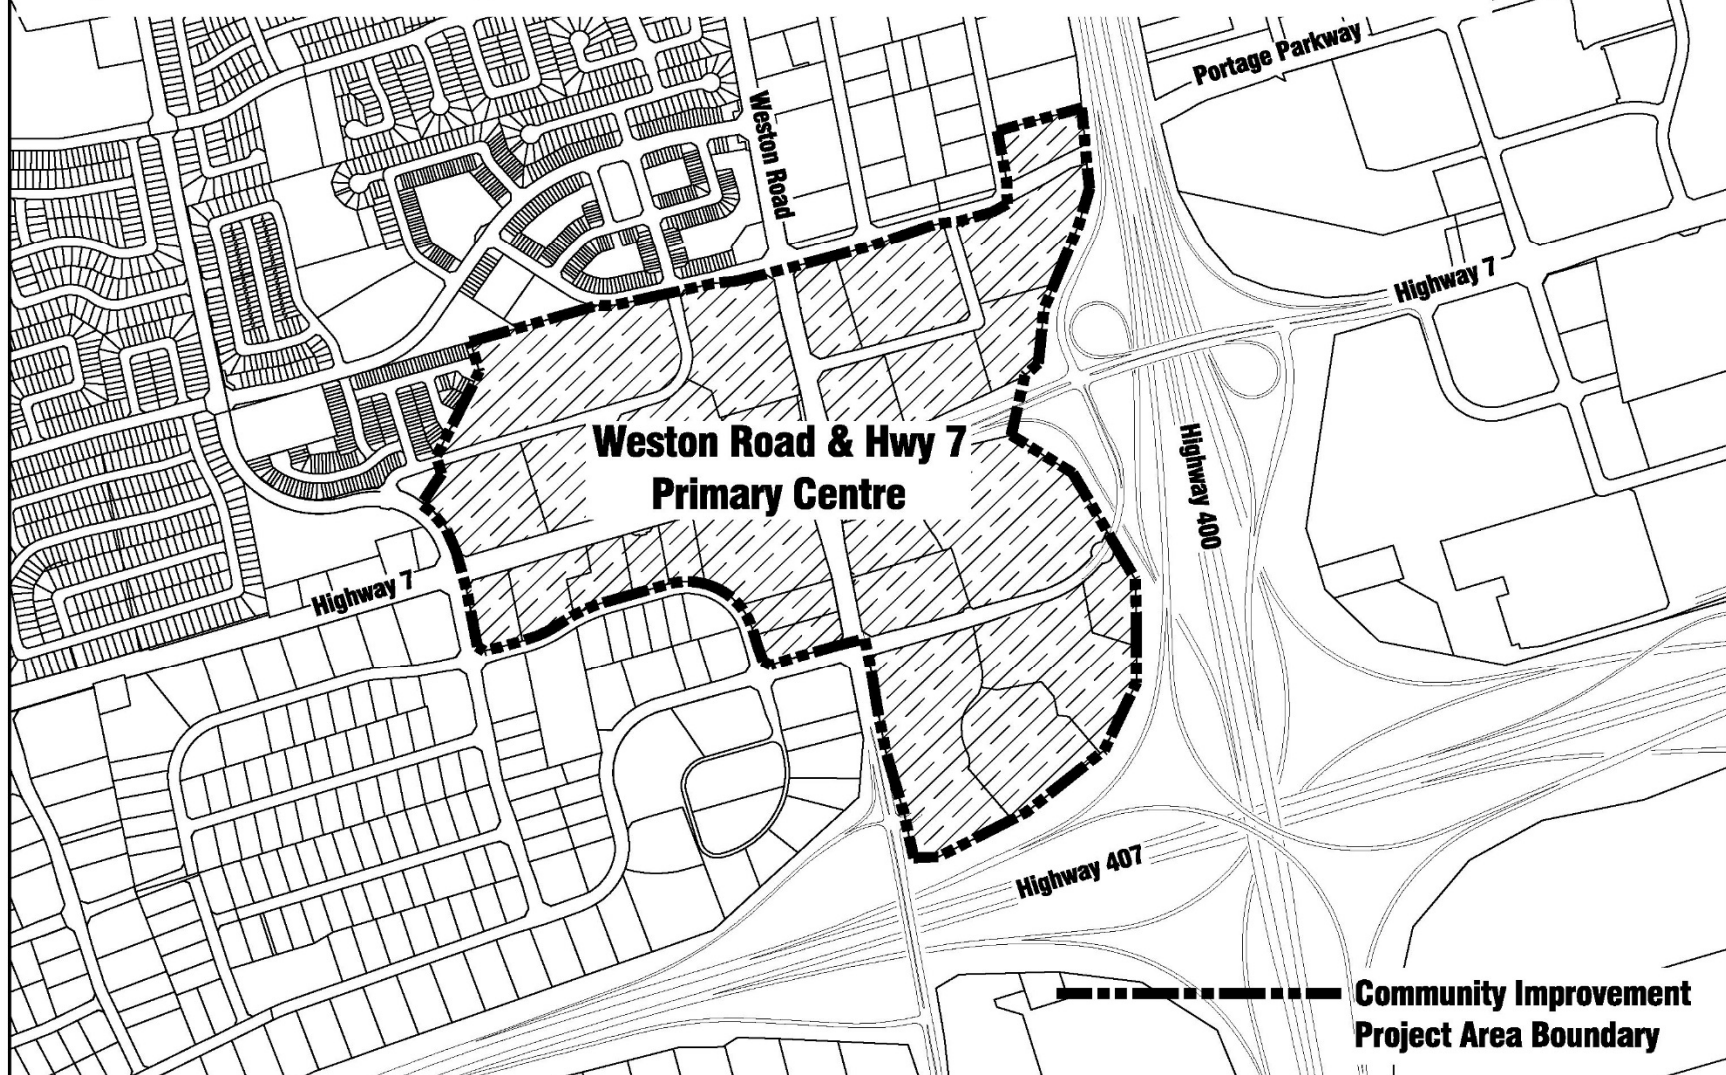 Portage Parkway
Weston Road
Highway 7
Weston Road & Hwy 7
Primary Centre
Highway 400
Highway 7
Highway 407
Community Improvement
Project Area Boundary